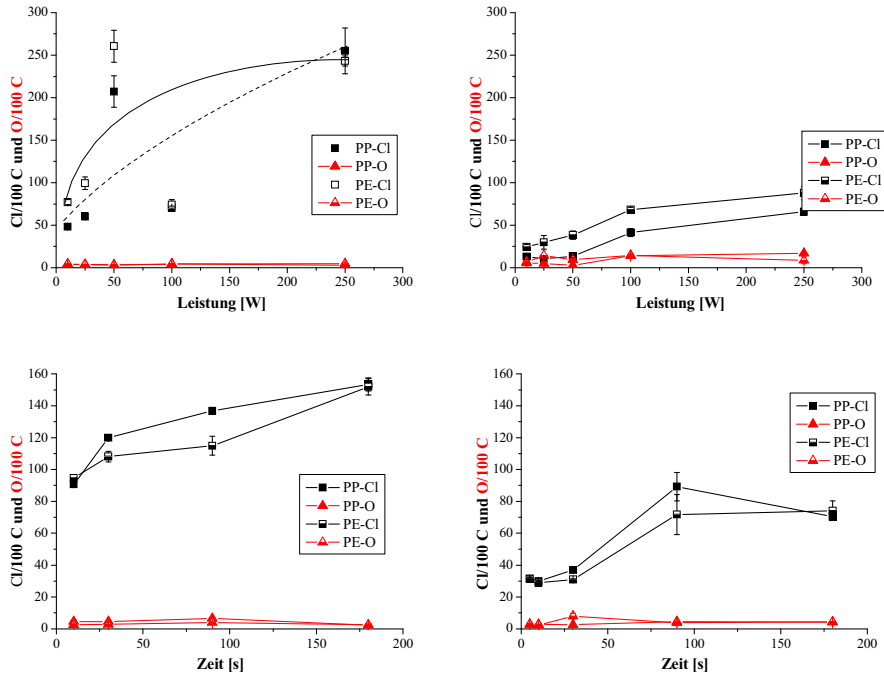 Cl/100 C und O/100 C
300
250
200
150
100
50
0
0 50 100 150 200 250 300
Leistung [W]
PP-Cl
PP-O
PE-Cl
PE-O
Cl/100 C und O/100 C
300
250
200
150
100
50
0
0 50 100 150 200 250 300
Leistung [W]
PP-Cl
PP-O
PE-Cl
PE-O
Cl/100 C und O/100 C
160
140
120
100
80
60
40
20
0
0 50 100 150 200
Zeit [s]
PP-Cl
PP-O
PE-Cl
PE-O
Cl/100 C und O/100 C
160
140
120
100
80
60
40
20
0
0 50 100 150 200
Zeit [s]
PP-Cl
PP-O
PE-Cl
PE-O